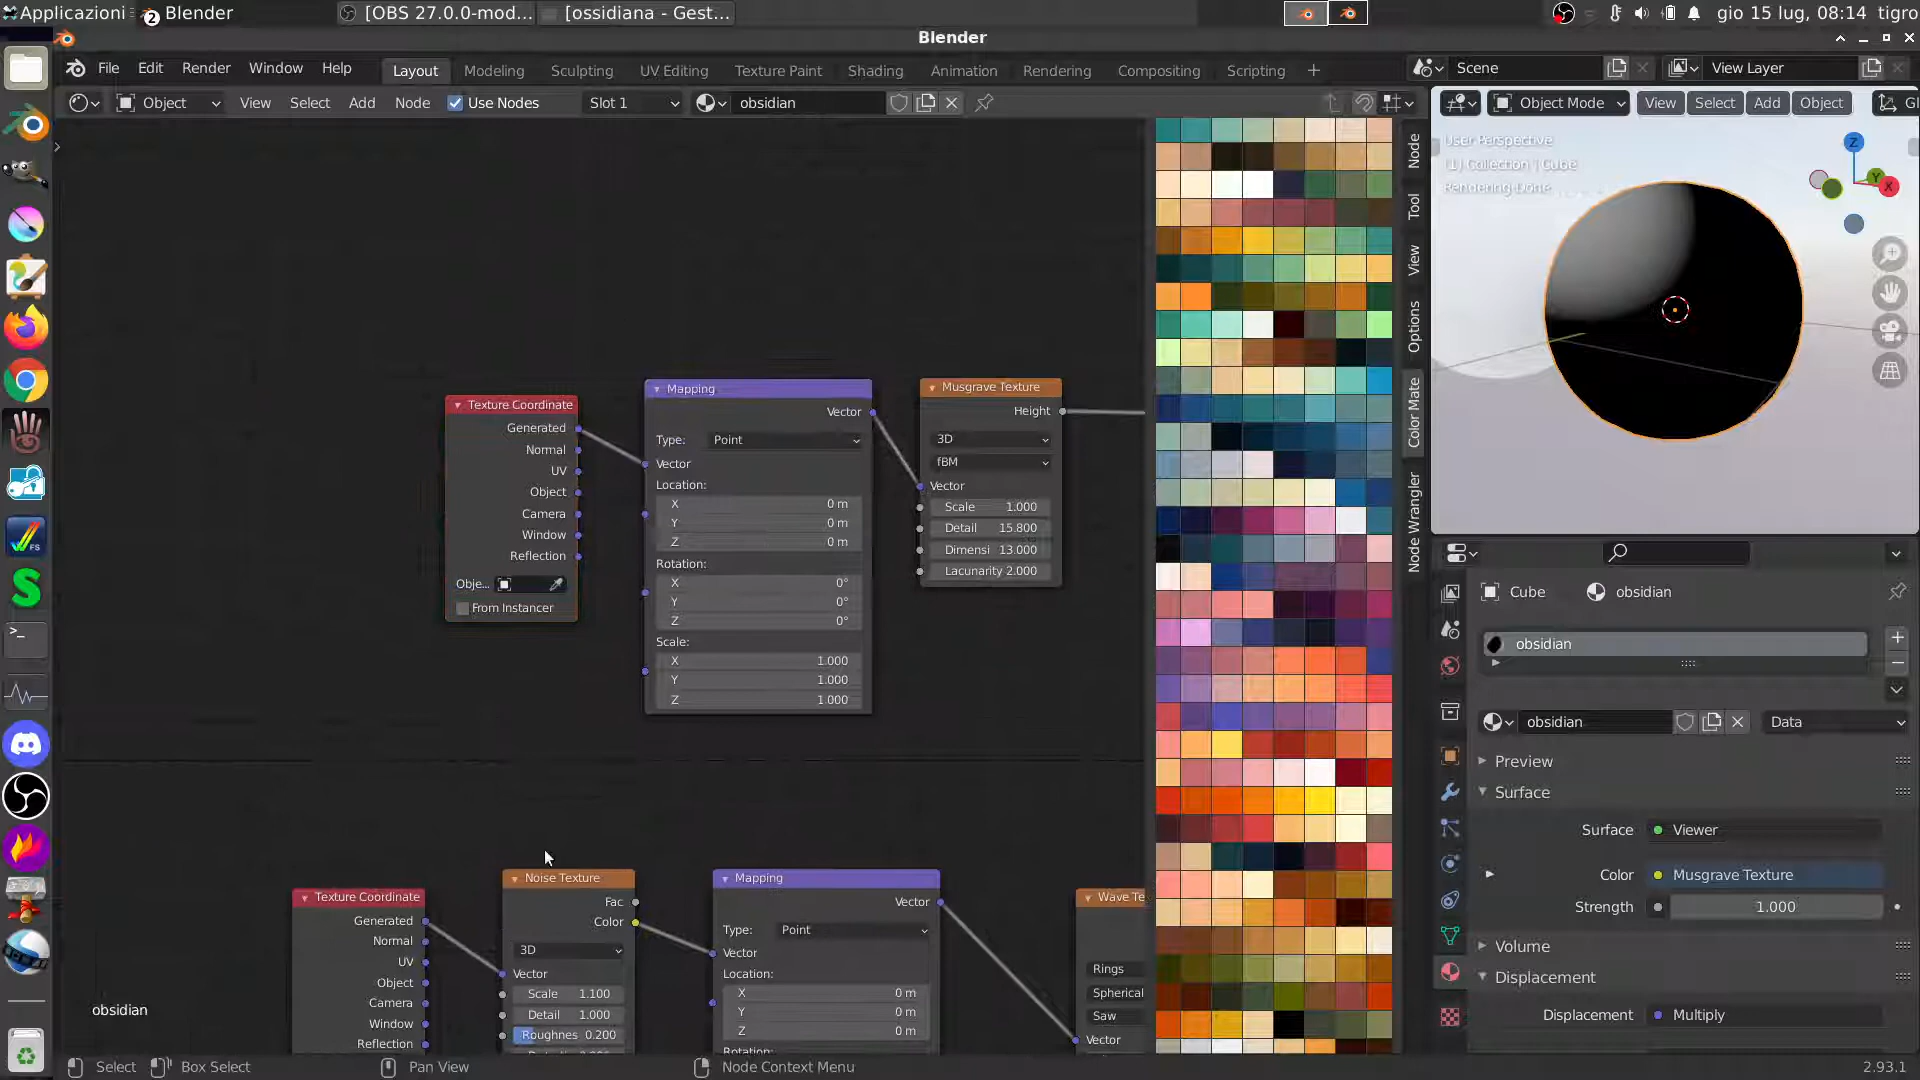 Applicazioni
2
Blender
[OBS 27.0.0-mod...
[ossidiana - Gest...
gio 15 lug, 08:14
tigro
Blender
File
Edit
Render
Window
Help
Layout
Modeling
Sculpting
UV Editing
Texture Paint
Shading
Animation
Rendering
Compositing
Scripting
Scene
View Layer
Object
View
Select
Add
Node
Use Nodes
Slot 1
obsidian
Object Mode
View
Select
Add
Object
Gl
User Perspective
(1) Collection | Cube
Rendering Done
Z
Y
X
Node
Tool
View
Options
Color Mate
Node Wrangler
Texture Coordinate
Generated
Normal
UV
Object
Camera
Window
Reflection
Obje...
From Instancer
Mapping
Vector
Type:
Point
Vector
Location:
X 0 m
Y 0 m
Z 0 m
Rotation:
X 0°
Y 0°
Z 0°
Scale:
X 1.000
Y 1.000
Z 1.000
Musgrave Texture
Height
3D
fBM
Vector
Scale 1.000
Detail 15.800
Dimensi 13.000
Lacunarity 2.000
Texture Coordinate
Generated
Normal
UV
Object
Camera
Window
Reflection
Noise Texture
Fac
Color
3D
Vector
Scale 1.100
Detail 1.000
Roughnes 0.200
Mapping
Vector
Type:
Point
Vector
Location:
X 0 m
Y 0 m
Z 0 m
Wave Te
Rings
Spherical
Saw
Vector
obsidian
Cube
obsidian
obsidian
obsidian
Data
Preview
Surface
Surface
Viewer
Color
Musgrave Texture
Strength
1.000
Volume
Displacement
Displacement
Multiply
Select
Box Select
Pan View
Node Context Menu
2.93.1